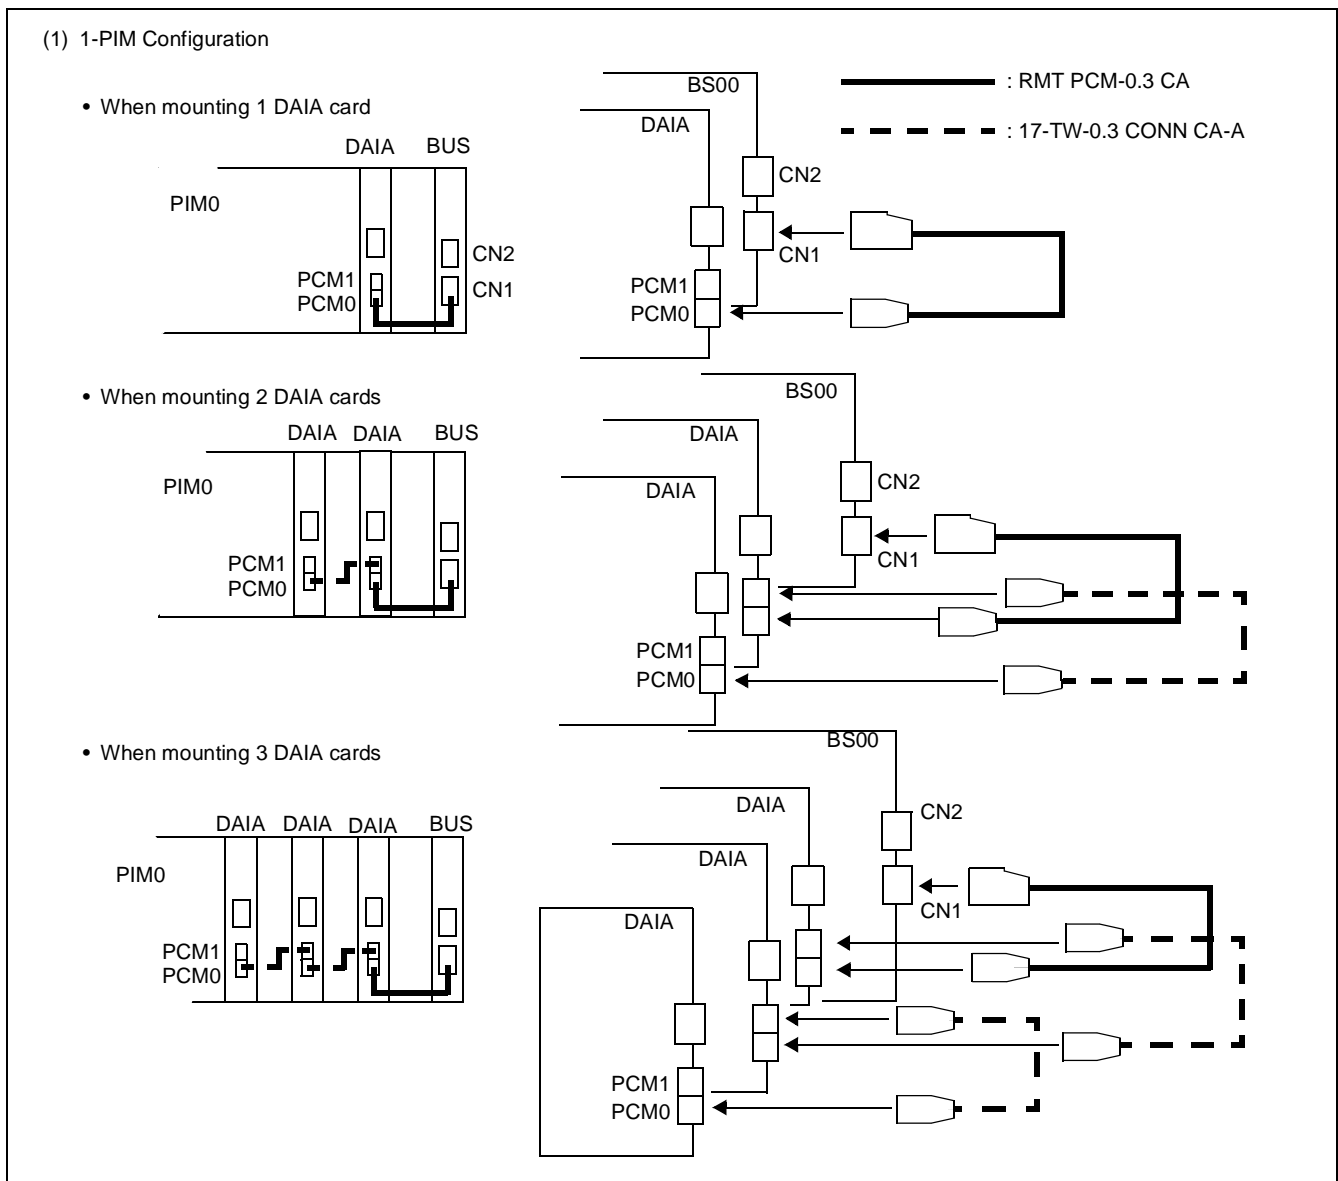 (1) 1-PIM Configuration
• When mounting 1 DAIA card
DAIA BUS
PIM0
CN2
PCM1
CN1
PCM0
BS00
DAIA
CN2
CN1
PCM1
PCM0
: RMT PCM-0.3 CA
: 17-TW-0.3 CONN CA-A
• When mounting 2 DAIA cards
DAIA DAIA BUS
PIM0
PCM1
PCM0
BS00
DAIA
DAIA
CN2
CN1
PCM1
PCM0
• When mounting 3 DAIA cards
DAIA DAIA DAIA BUS
PIM0
PCM1
PCM0
BS00
DAIA
CN2
DAIA
CN1
DAIA
PCM1
PCM0